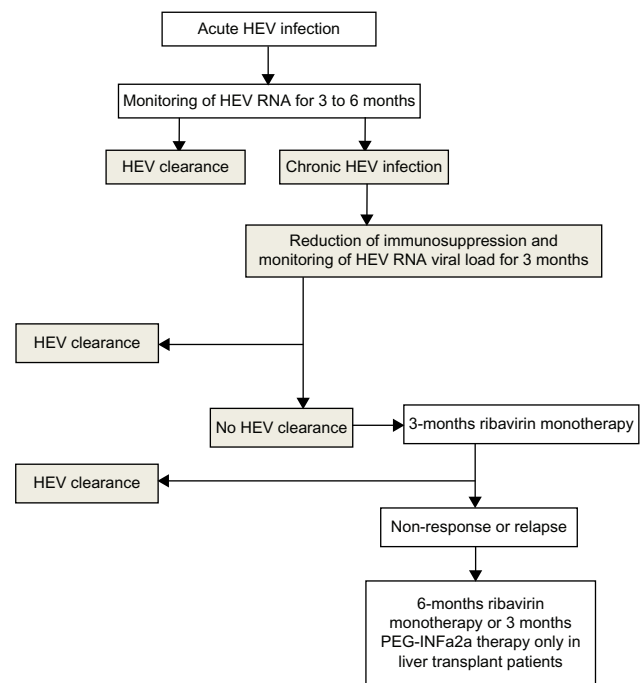 Acute HEV infection
Monitoring of HEV RNA for 3 to 6 months
HEV clearance
Chronic HEV infection
Reduction of immunosuppression and
monitoring of HEV RNA viral load for 3 months
HEV clearance
No HEV clearance
3-months ribavirin monotherapy
HEV clearance
Non-response or relapse
6-months ribavirin
monotherapy or 3 months
PEG-INFa2a therapy only in
liver transplant patients